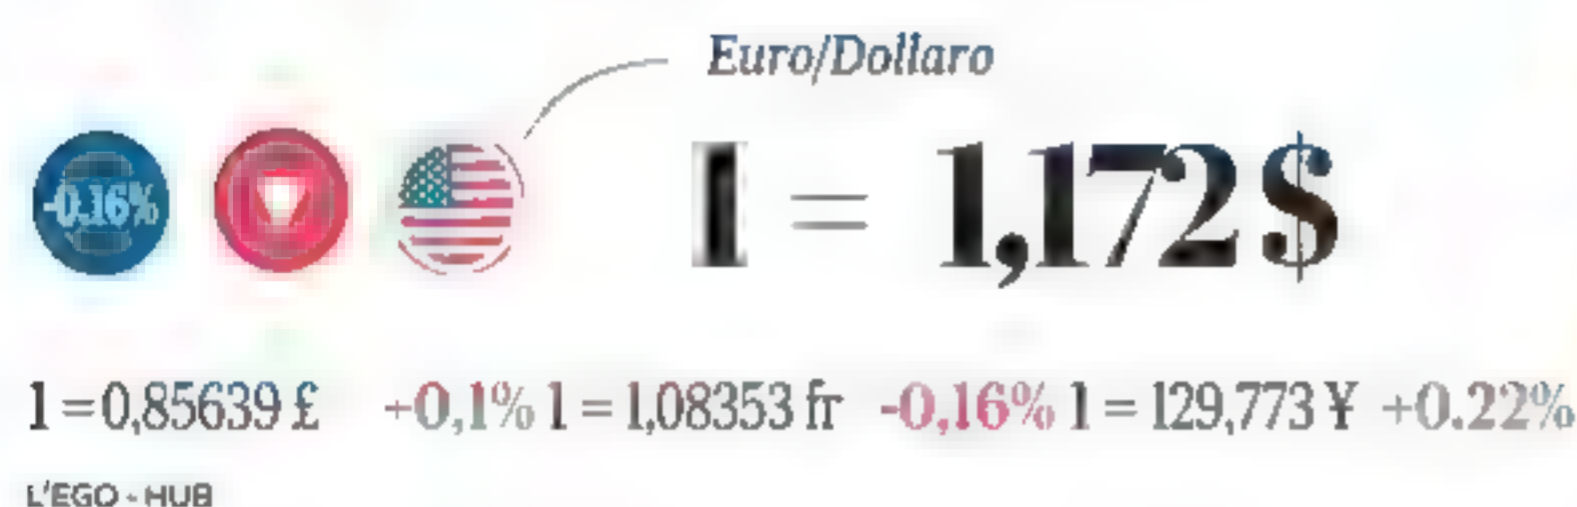 Euro/Dollaro
-0.16%
1 = 1,172 $
1 = 0,85639 £ +0,1% 1 = 1,08353 fr -0,16% 1 = 129,773 ¥ +0.22%
L'EGO - HUB